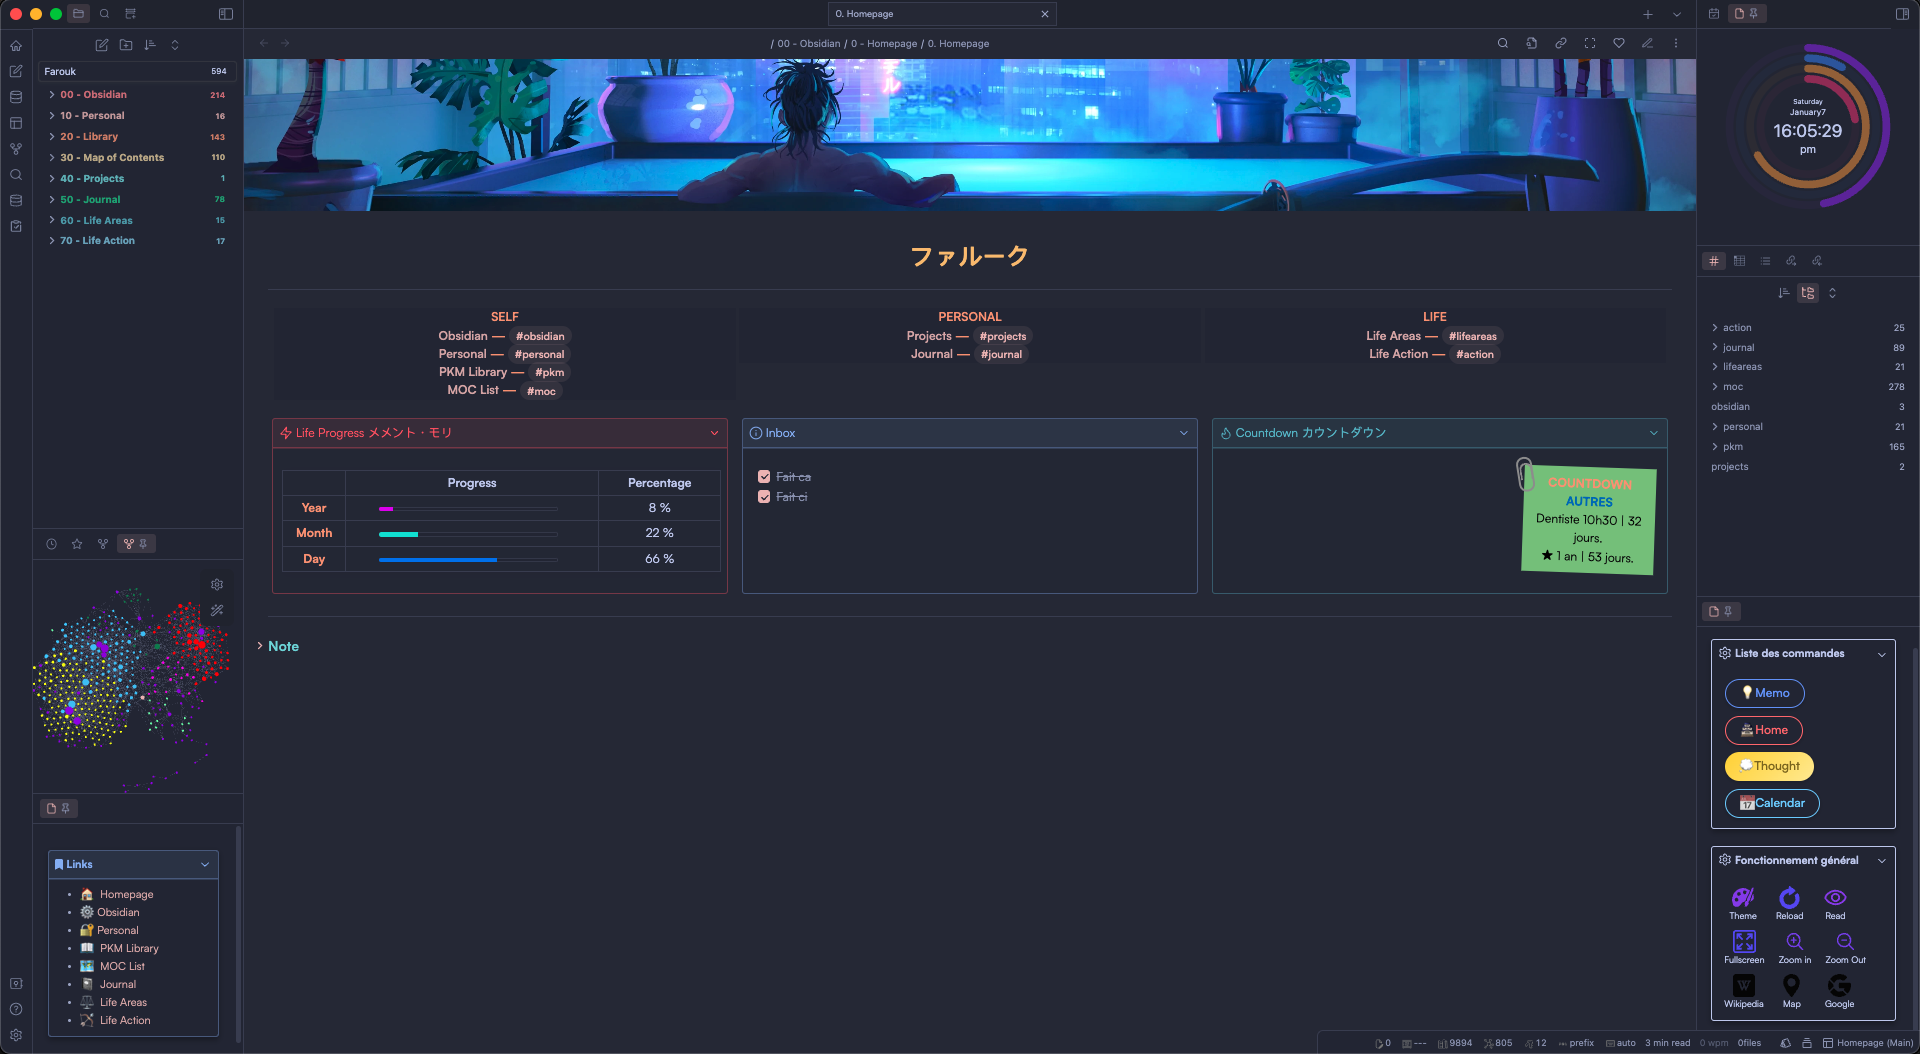 0. Homepage
/ 00 - Obsidian / 0 - Homepage / 0. Homepage
Farouk 594
00 - Obsidian 214
10 - Personal 16
20 - Library 143
30 - Map of Contents 110
40 - Projects 1
50 - Journal 78
60 - Life Areas 15
70 - Life Action 17
Links
Homepage
Obsidian
Personal
PKM Library
MOC List
Journal
Life Areas
Life Action
ファルーク
SELF
Obsidian — #obsidian
Personal — #personal
PKM Library — #pkm
MOC List — #moc
PERSONAL
Projects — #projects
Journal — #journal
LIFE
Life Areas — #lifeareas
Life Action — #action
Life Progress メメント・モリ
Progress Percentage
Year 8 %
Month 22 %
Day 66 %
Inbox
Fait ca
Fait ci
Countdown カウントダウン
COUNTDOWN
AUTRES
Dentiste 10h30 | 32
jours.
★ 1 an | 53 jours.
Note
Saturday
January7
16:05:29
pm
action 25
journal 89
lifeareas 21
moc 278
obsidian 3
personal 21
pkm 165
projects 2
Liste des commandes
Memo
Home
Thought
Calendar
Fonctionnement général
Theme Reload Read
Fullscreen Zoom in Zoom Out
Wikipedia Map Google
0 --- 9894 805 12 prefix auto 3 min read 0 wpm 0files Homepage (Main)